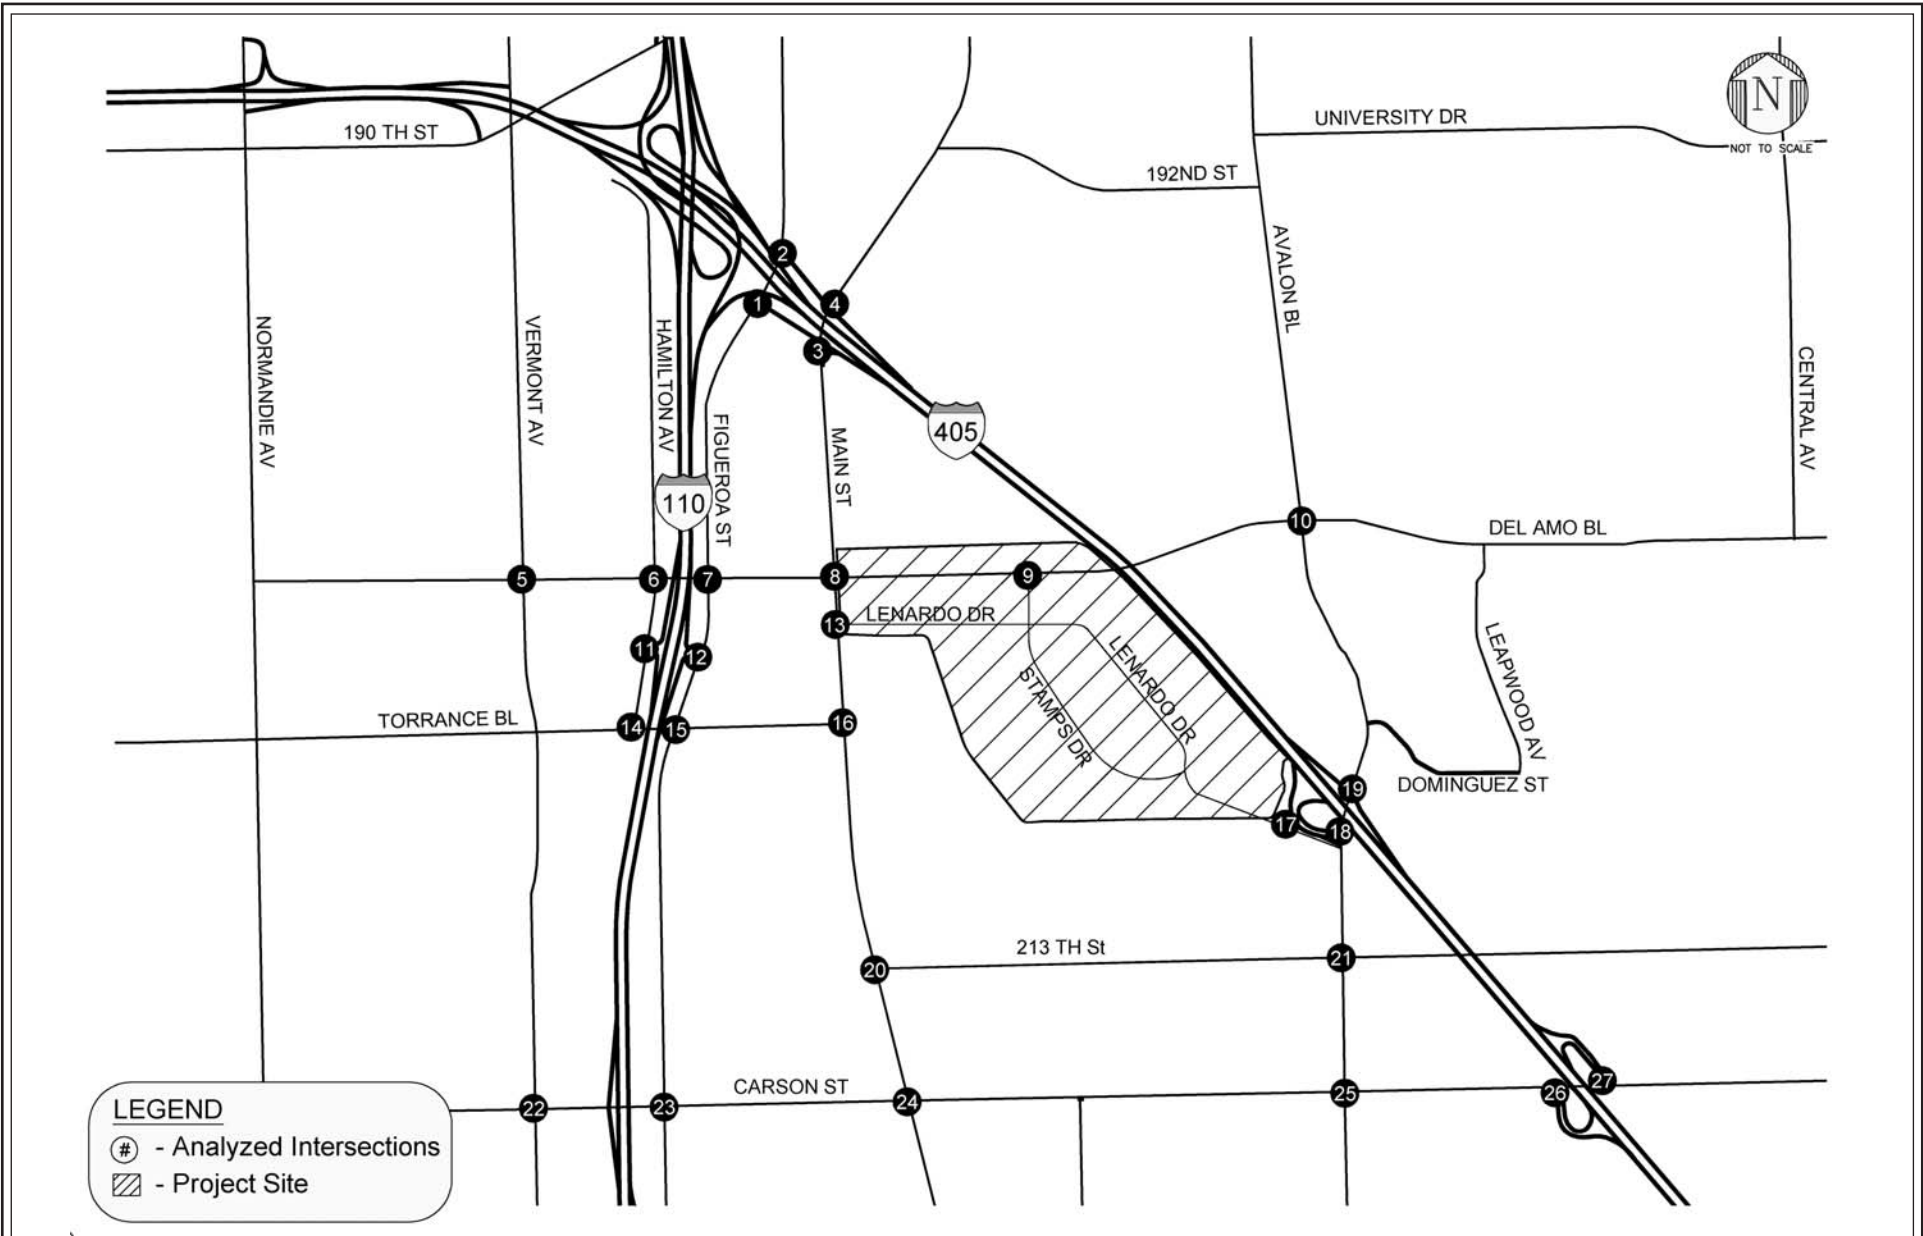 N
NOT TO SCALE
190 TH ST
UNIVERSITY DR
192ND ST
AVALON BL
2
1
4
3
NORMANDIE AV
VERMONT AV
HAMILTON AV
FIGUEROA ST
MAIN ST
CENTRAL AV
405
110
10
DEL AMO BL
5
6
7
8
9
LENARDO DR
13
11
12
LENARDO DR
STAMPS DR
LEAPWOOD AV
TORRANCE BL
14
15
16
DOMINGUEZ ST
19
17
18
213 TH St
20
21
CARSON ST
22
23
24
25
26
27
LEGEND
# - Analyzed Intersections
- Project Site